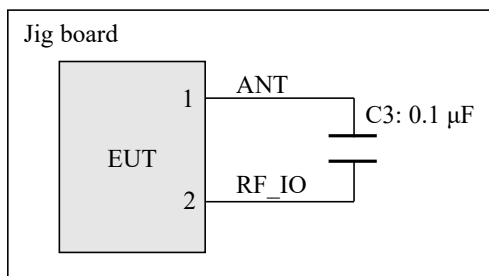 Jig board
1
ANT
C3: 0.1 μF
EUT
RF_IO
2